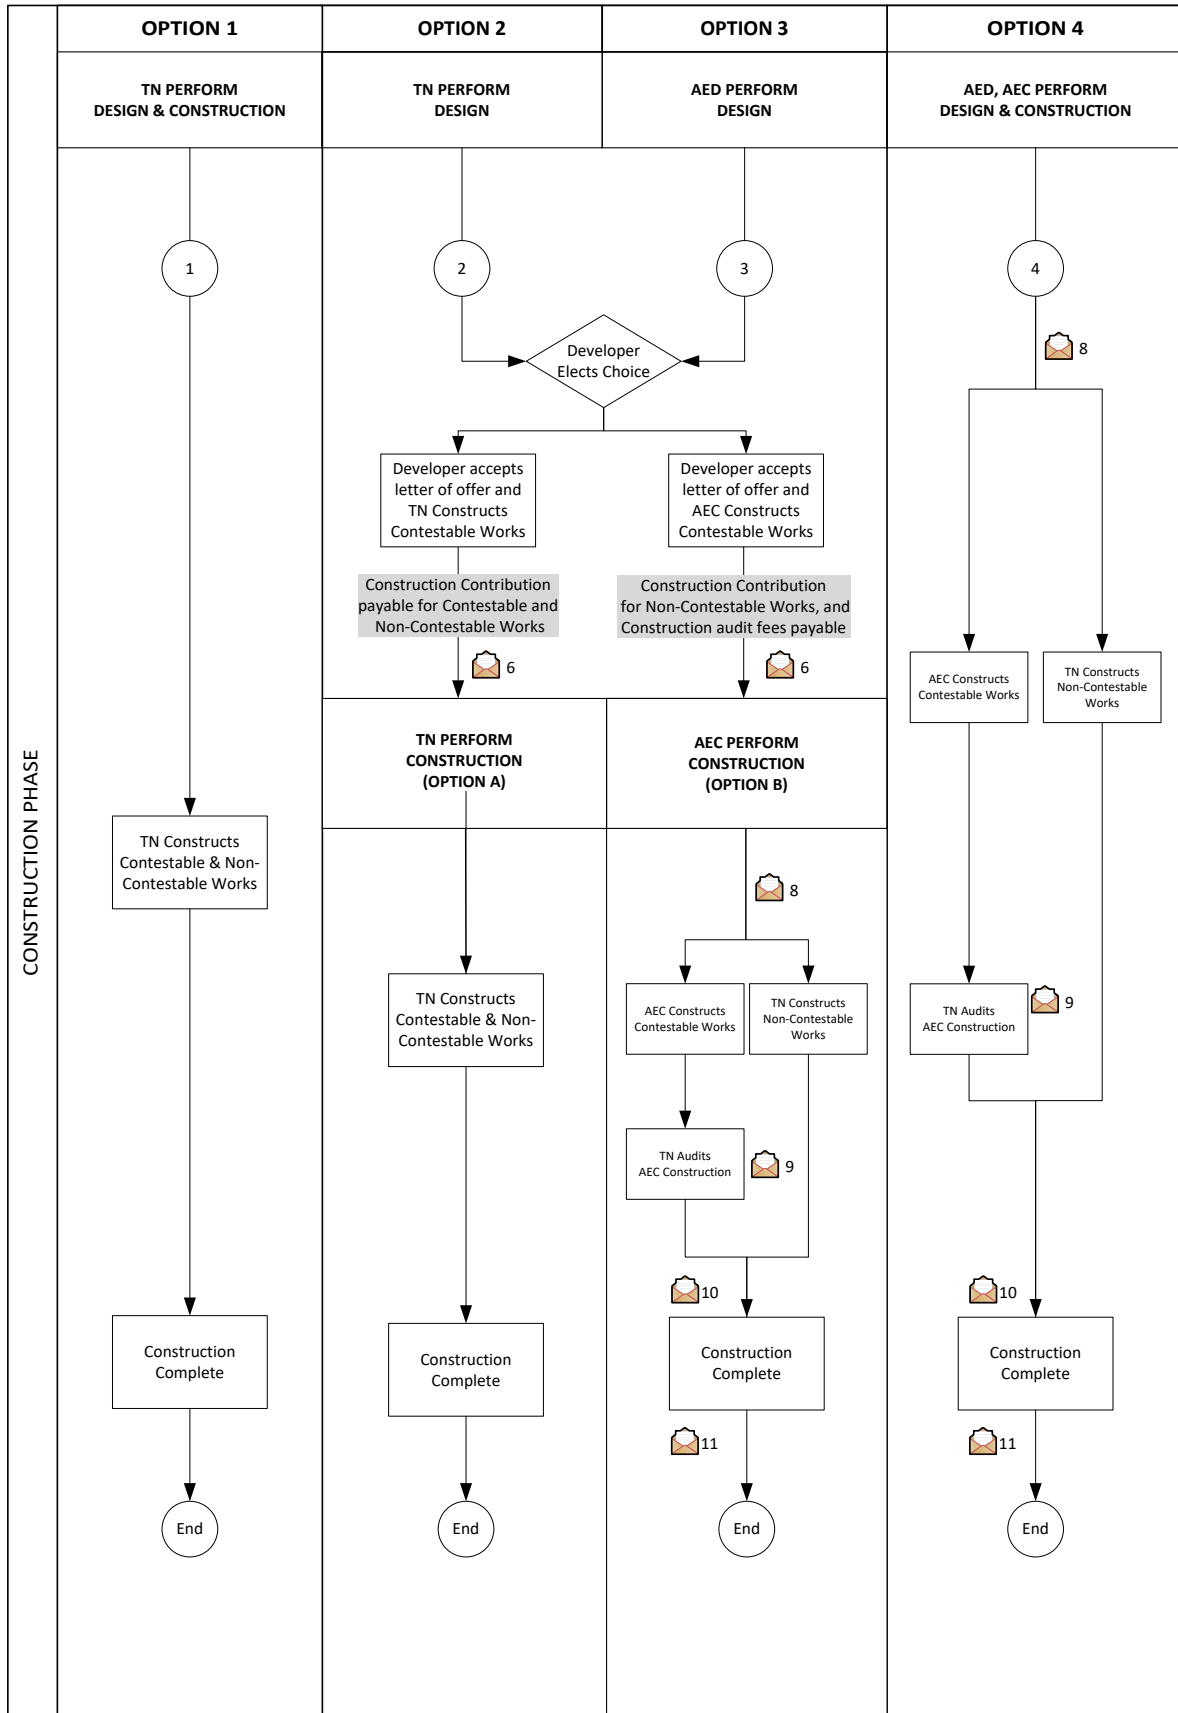 OPTION 1
OPTION 2
OPTION 3
OPTION 4
TN PERFORM
DESIGN & CONSTRUCTION
TN PERFORM
DESIGN
AED PERFORM
DESIGN
AED, AEC PERFORM
DESIGN & CONSTRUCTION
CONSTRUCTION PHASE
1
2
3
4
8
Developer
Elects Choice
Developer accepts
letter of offer and
TN Constructs
Contestable Works
Developer accepts
letter of offer and
AEC Constructs
Contestable Works
Construction Contribution
payable for Contestable and
Non-Contestable Works
Construction Contribution
for Non-Contestable Works, and
Construction audit fees payable
6
6
AEC Constructs
Contestable Works
TN Constructs
Non-Contestable
Works
TN PERFORM
CONSTRUCTION
(OPTION A)
AEC PERFORM
CONSTRUCTION
(OPTION B)
TN Constructs
Contestable & Non-
Contestable Works
8
TN Constructs
Contestable & Non-
Contestable Works
AEC Constructs
Contestable Works
TN Constructs
Non-Contestable
Works
TN Audits
AEC Construction
9
TN Audits
AEC Construction
9
10
10
Construction
Complete
Construction
Complete
Construction
Complete
Construction
Complete
11
11
End
End
End
End